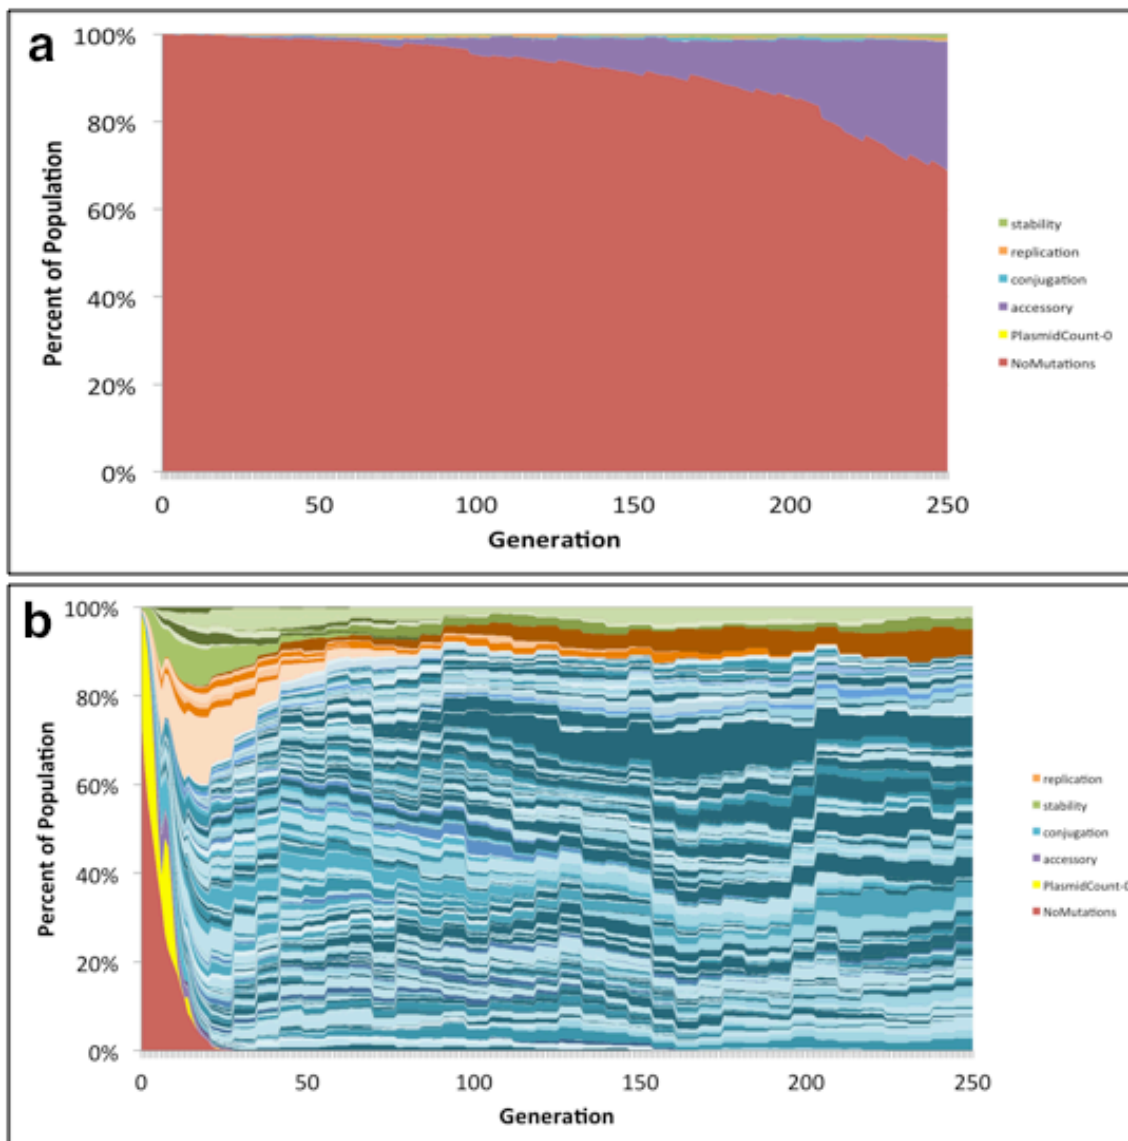 a
100%
80%
60%
40%
20%
0%
Percent of Population
0 50 100 150 200 250
Generation
stability
replication
conjugation
accessory
PlasmidCount-0
NoMutations
b
100%
80%
60%
40%
20%
0%
Percent of Population
0 50 100 150 200 250
Generation
replication
stability
conjugation
accessory
PlasmidCount-0
NoMutations